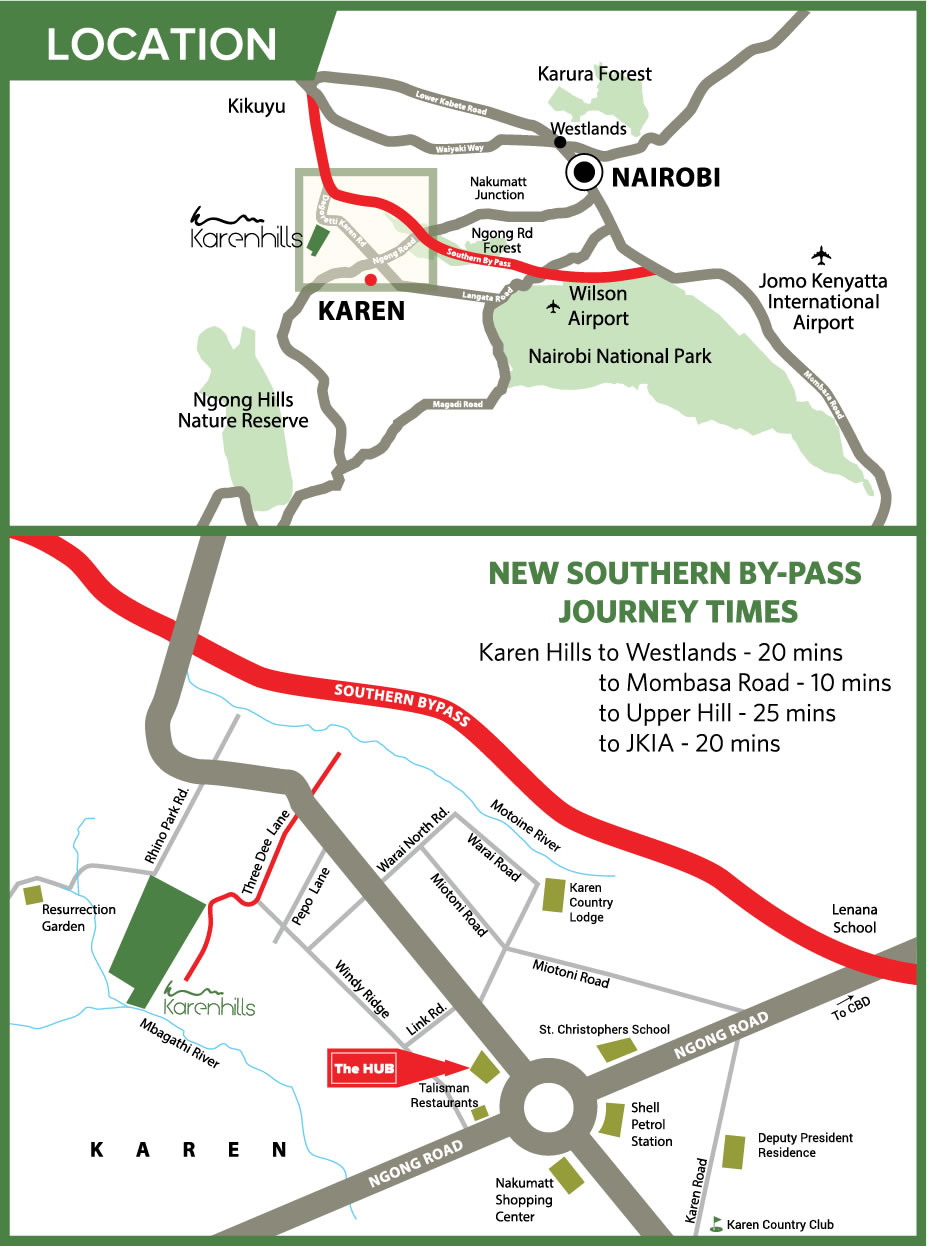 LOCATION
Karura Forest
Kikuyu
Lower Kabete Road
Westlands
Waiyaki Way
NAIROBI
Nakumatt
Junction
Dagoretti Karen Rd
Karenhills
Ngong Rd
Forest
Ngong Road
Southern By Pass
Jomo Kenyatta
International
Airport
Langata Road
Wilson
Airport
KAREN
Nairobi National Park
Mombasa Road
Ngong Hills
Nature Reserve
Magadi Road
NEW SOUTHERN BY-PASS
JOURNEY TIMES
Karen Hills to Westlands - 20 mins
to Mombasa Road - 10 mins
to Upper Hill - 25 mins
to JKIA - 20 mins
SOUTHERN BYPASS
Rhino Park Rd.
Three Dee Lane
Pepo Lane
Warai North Rd.
Warai Road
Motoine River
Miotoni Road
Karen
Country
Lodge
Resurrection
Garden
Lenana
School
Miotoni Road
Windy Ridge
Karenhills
Link Rd.
To CBD
Mbagathi River
St. Christophers School
NGONG ROAD
The HUB
Talisman
Restaurants
Shell
Petrol
Station
KAREN
NGONG ROAD
Deputy President
Residence
Nakumatt
Shopping
Center
Karen Road
Karen Country Club